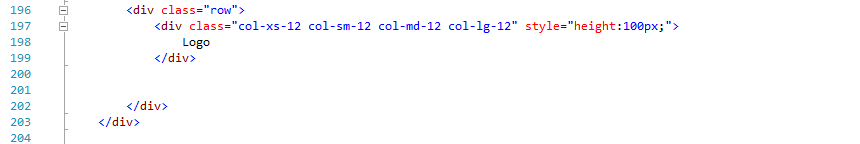 196 <div class="row">
197 <div class="col-xs-12 col-sm-12 col-md-12 col-lg-12" style="height:100px;">
198 Logo
199 </div>
200
201
202 </div>
203 </div>
204